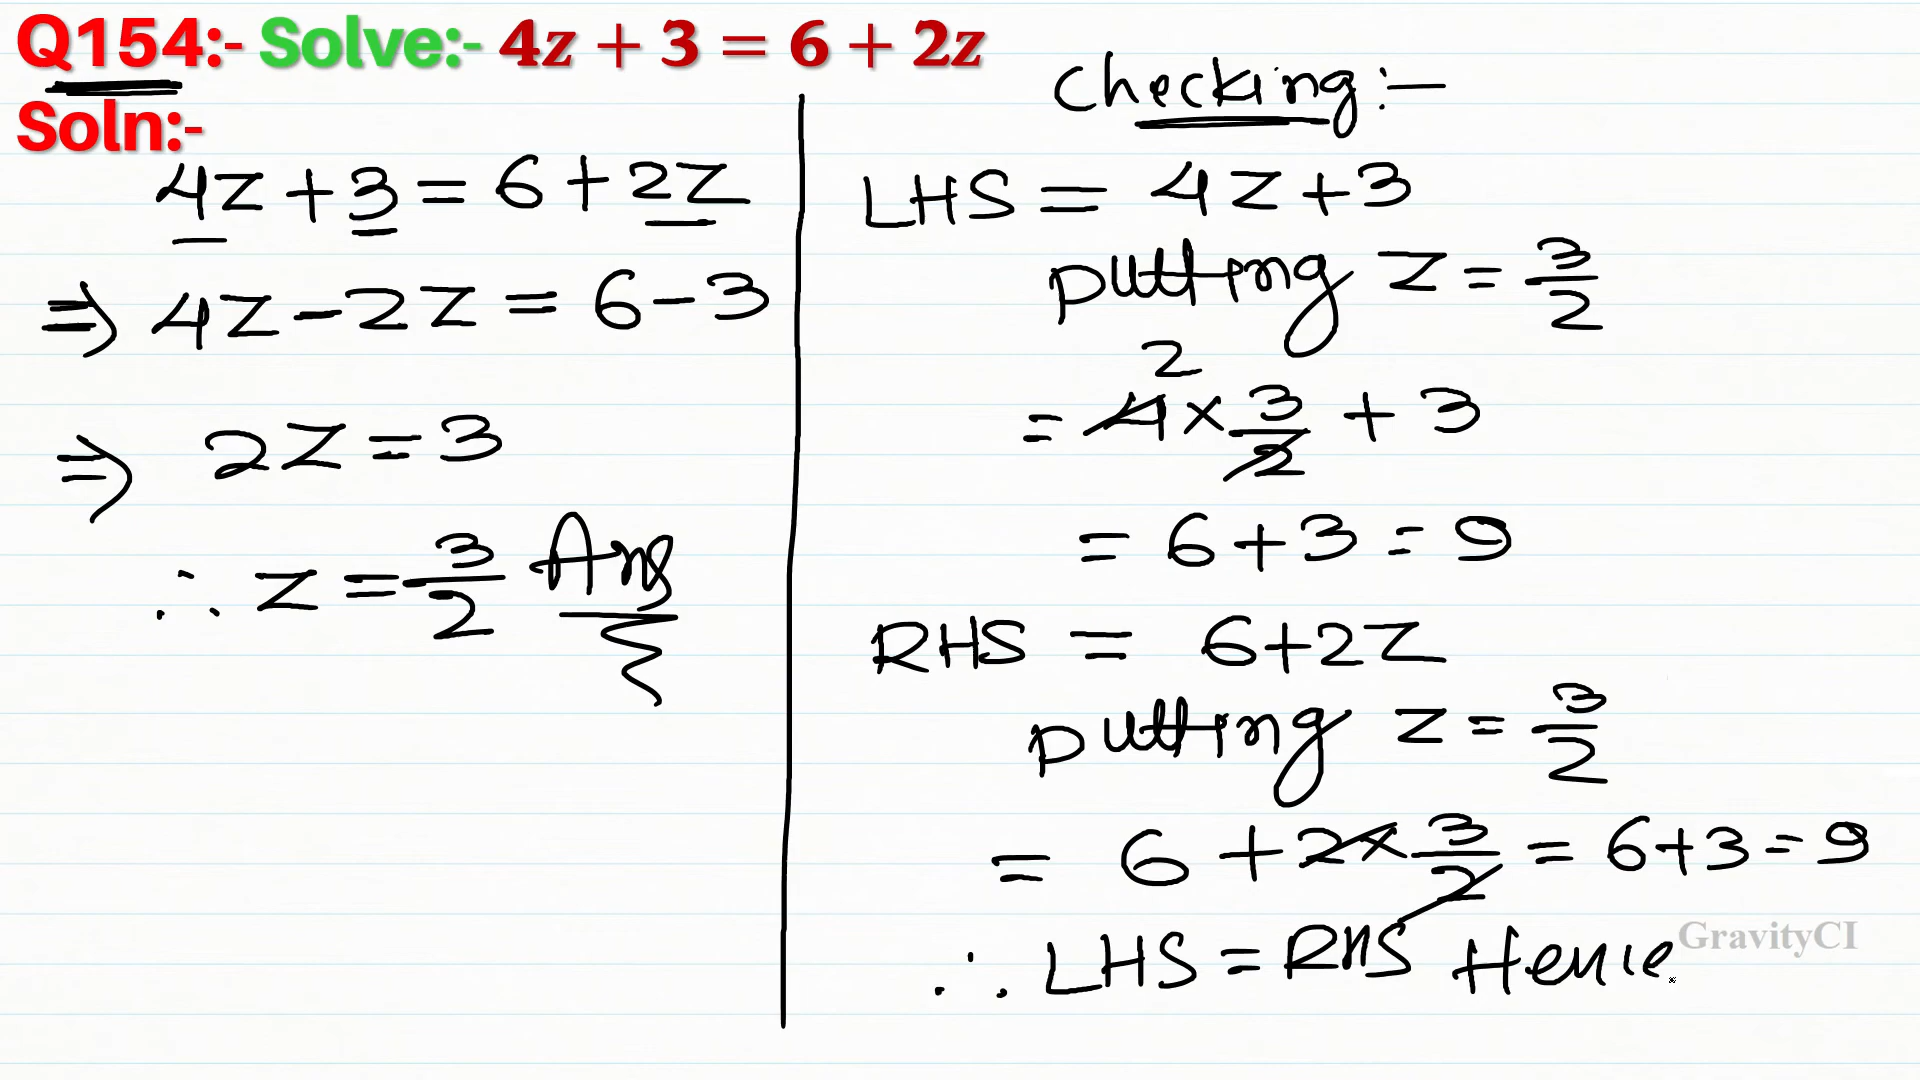 Q154:- Solve:- 4z + 3 = 6 + 2z
Soln:-
4z + 3 = 6 + 2z
⇒ 4z - 2z = 6 - 3
⇒ 2z = 3
∴ z = 3/2 Ans
Checking:-
LHS = 4z + 3
putting z = 3/2
2
= 4 × 3/2 + 3
= 6 + 3 = 9
RHS = 6 + 2z
putting z = 3/2
= 6 + 2 × 3/2 = 6 + 3 = 9
∴ LHS = RHS Hence
GravityCI